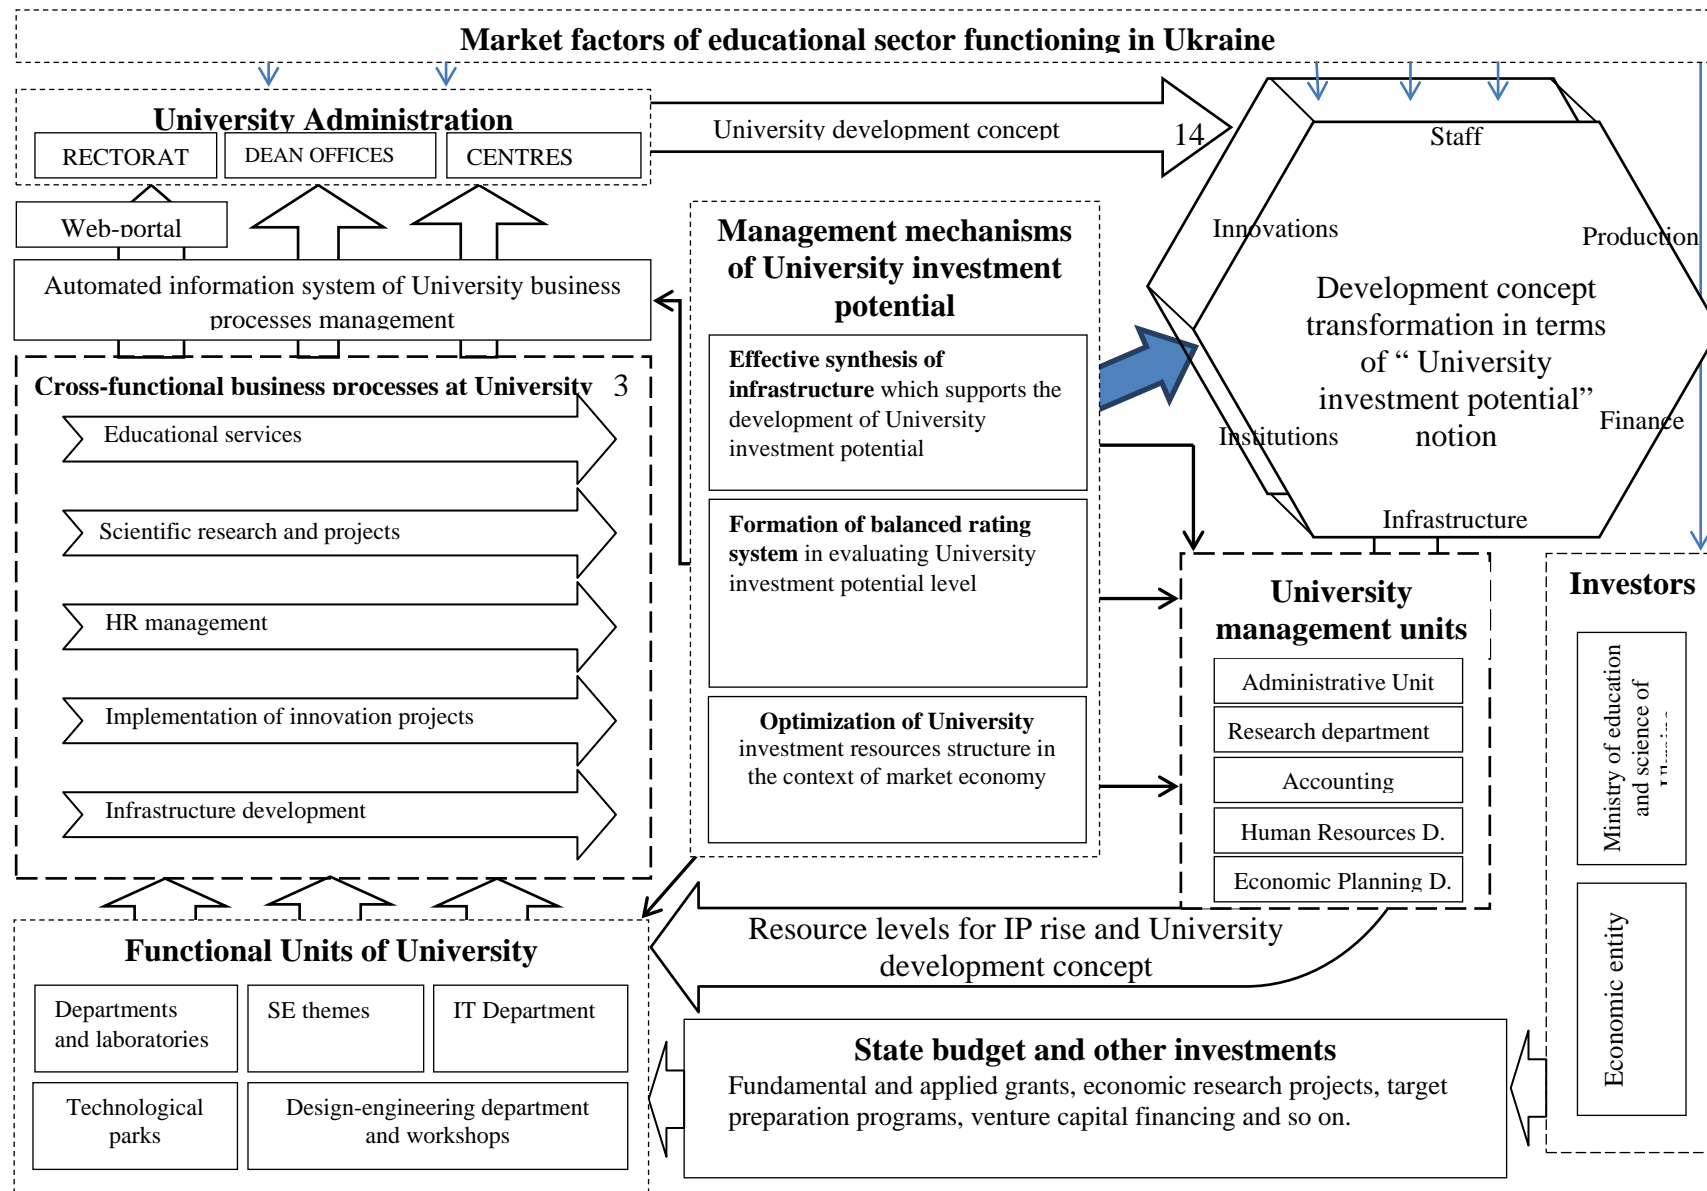 Market factors of educational sector functioning in Ukraine
University Administration
RECTORAT
DEAN OFFICES
CENTRES
University development concept
14
Web-portal
Automated information system of University business
processes management
Cross-functional business processes at University
3
Educational services
Scientific research and projects
HR management
Implementation of innovation projects
Infrastructure development
Management mechanisms
of University investment
potential
Effective synthesis of
infrastructure which supports the
development of University
investment potential
Formation of balanced rating
system in evaluating University
investment potential level
Optimization of University
investment resources structure in
the context of market economy
Staff
Innovations
Production
Development concept
transformation in terms
of “ University
investment potential”
notion
Institutions
Finance
Infrastructure
University
management units
Administrative Unit
Research department
Accounting
Human Resources D.
Economic Planning D.
Investors
Ministry of education
and science of
Economic entity
Functional Units of University
Departments
and laboratories
SE themes
IT Department
Technological
parks
Design-engineering department
and workshops
Resource levels for IP rise and University
development concept
State budget and other investments
Fundamental and applied grants, economic research projects, target
preparation programs, venture capital financing and so on.